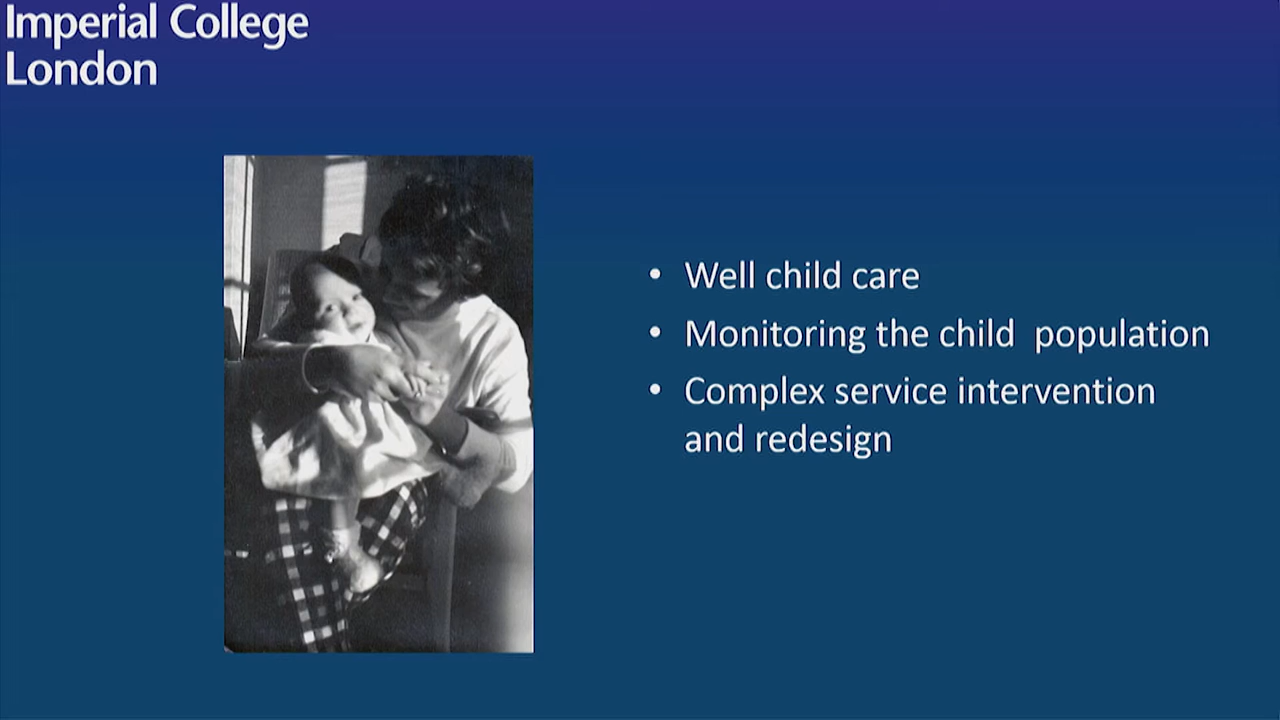 Imperial College
London
• Well child care
• Monitoring the child  population
• Complex service intervention
and redesign